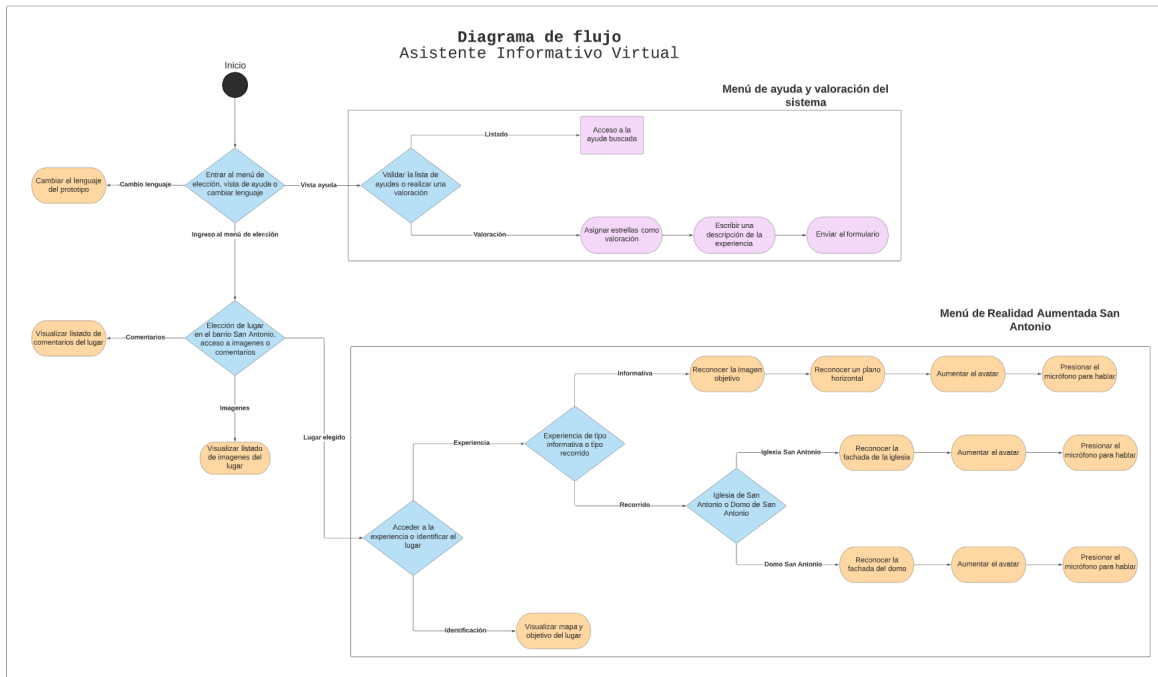 Diagrama de flujo
Asistente Informativo Virtual
Inicio
Menú de ayuda y valoración del
sistema
Entrar al menú de
elección, vista de ayuda o
cambiar lenguaje
Cambio lenguaje
Cambiar el lenguaje
del prototipo
Vista ayuda
Validar la lista de
ayudas o realizar una
valoración
Listado
Acceso a la
ayuda buscada
Valoración
Asignar estrellas como
valoración
Escribir una
descripción de la
experiencia
Enviar el formulario
Ingreso al menú de elección
Elección de lugar
en el barrio San Antonio,
acceso a imagenes o
comentarios
Comentarios
Visualizar listado de
comentarios del lugar
Imagenes
Visualizar listado
de imagenes del
lugar
Lugar elegido
Menú de Realidad Aumentada San
Antonio
Acceder a la
experiencia o identificar el
lugar
Experiencia
Experiencia de tipo
informativa o tipo
recorrido
Informativa
Reconocer la imagen
objetivo
Reconocer un plano
horizontal
Aumentar el avatar
Presionar el
micrófono para hablar
Recorrido
Iglesia de San
Antonio o Domo de San
Antonio
Iglesia San Antonio
Reconocer la
fachada de la iglesia
Aumentar el avatar
Presionar el
micrófono para hablar
Domo San Antonio
Reconocer la
fachada del domo
Aumentar el avatar
Presionar el
micrófono para hablar
Identificación
Visualizar mapa y
objetivo del lugar